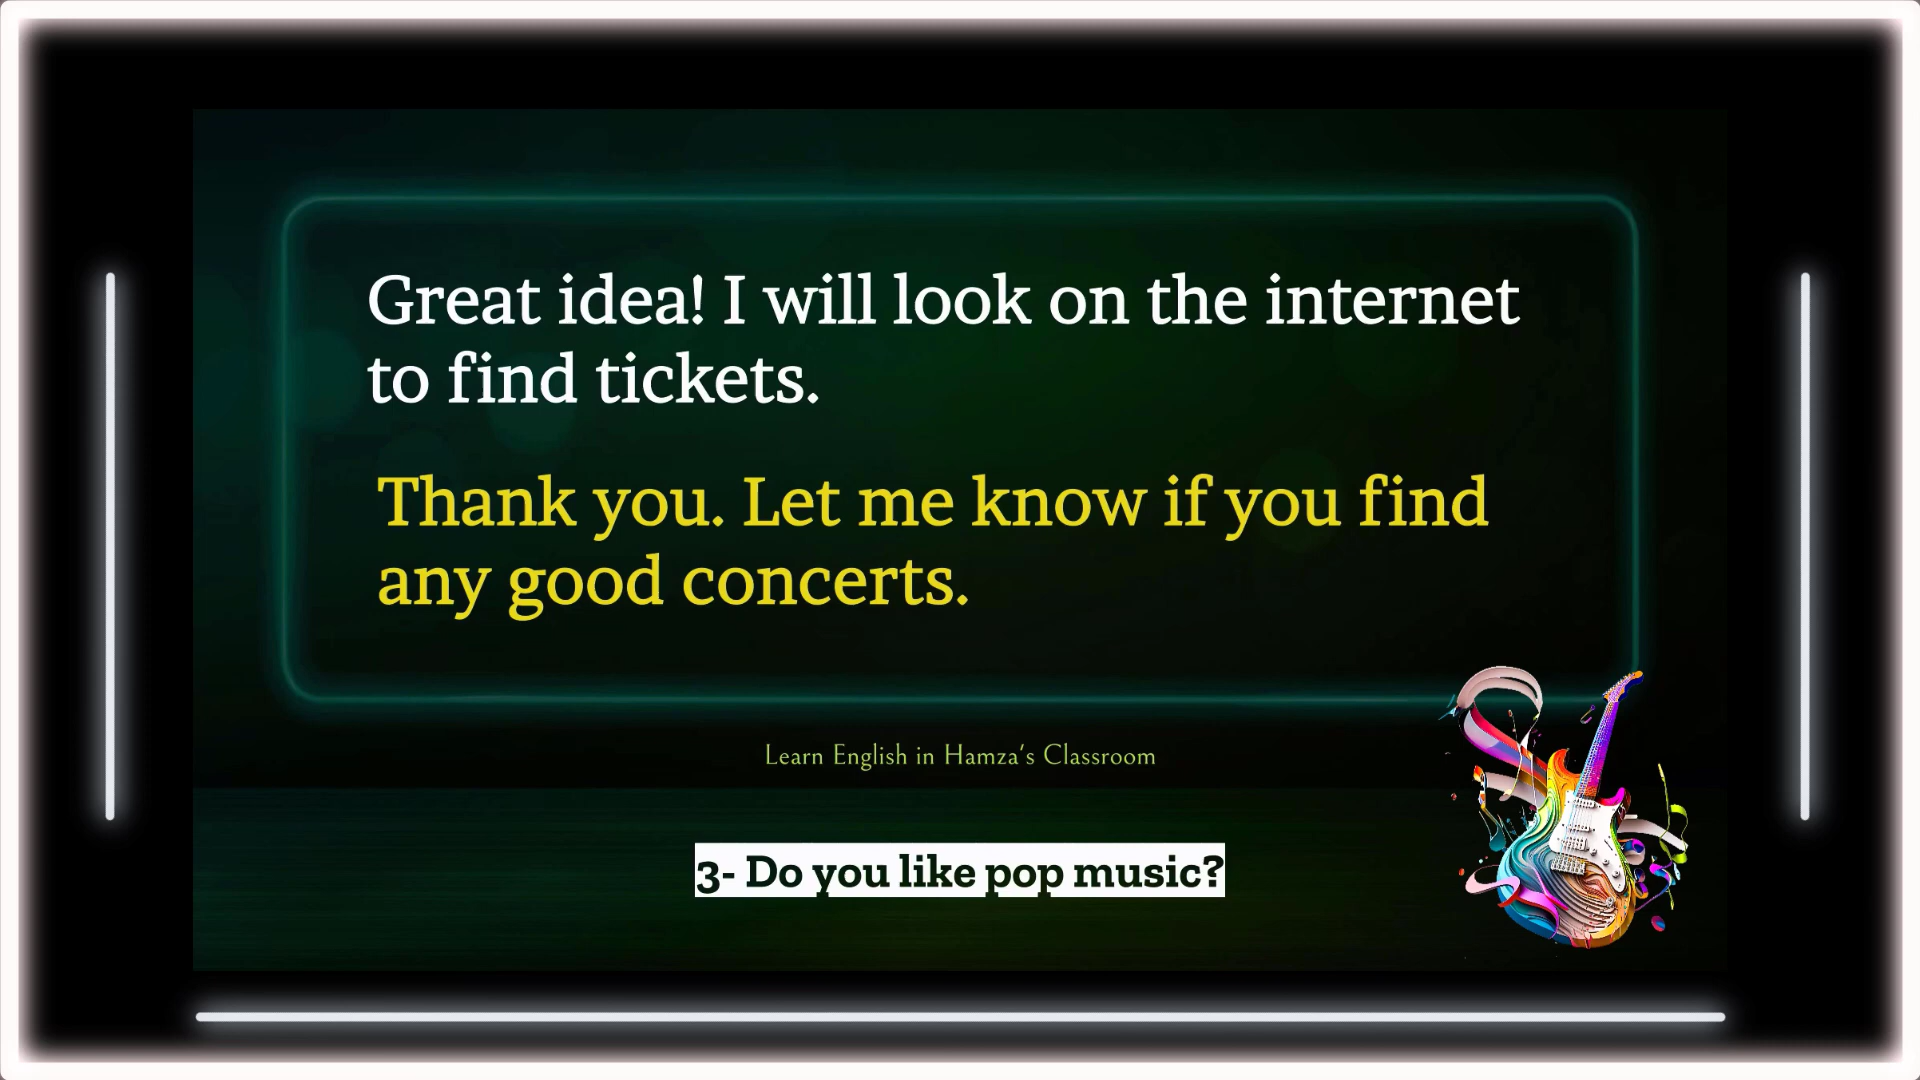 Great idea! I will look on the internet
to find tickets.
Thank you. Let me know if you find
any good concerts.
Learn English in Hamza's Classroom
3- Do you like pop music?